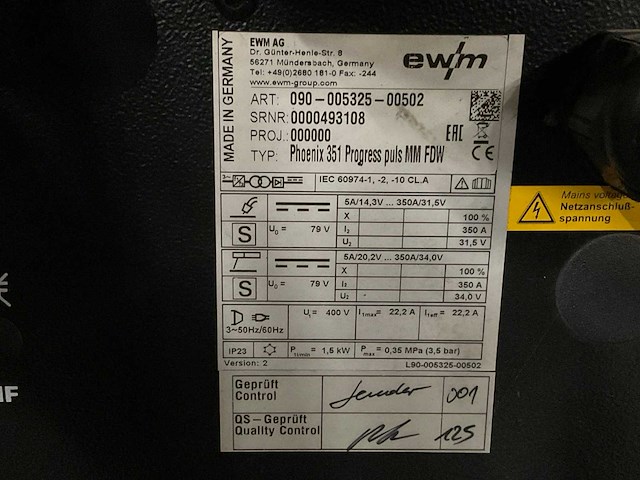 MADE IN GERMANY
EWM AG
Dr. Günter-Henle-Str. 8
56271 Mündersbach, Germany
Tel: +49(0)2680 181-0 Fax: -244
www.ewm-group.com
ewm
ART: 090-005325-00502
SRNR: 0000493108
PROJ.: 000000
EAC
TYP: Phoenix 351 Progress puls MM FDW
CE
3~
IEC 60974-1, -2, -10 CL.A
5A/14,3V ... 350A/31,5V
X 100 %
S U₀ = 79 V I₂ 350 A
U₂ 31,5 V
5A/20,2V ... 350A/34,0V
X 100 %
S U₀ = 79 V I₂ 350 A
U₂ 34,0 V
U₁ = 400 V I₁max = 22,2 A I₁eff = 22,2 A
3~50Hz/60Hz
IP23 P₁min = 1,5 kW Pmax = 0,35 MPa (3,5 bar)
Version: 2 L90-005325-00502
Geprüft
Control
001
QS-Geprüft
Quality Control
125
Mains voltage
Netzanschluß-
spannung